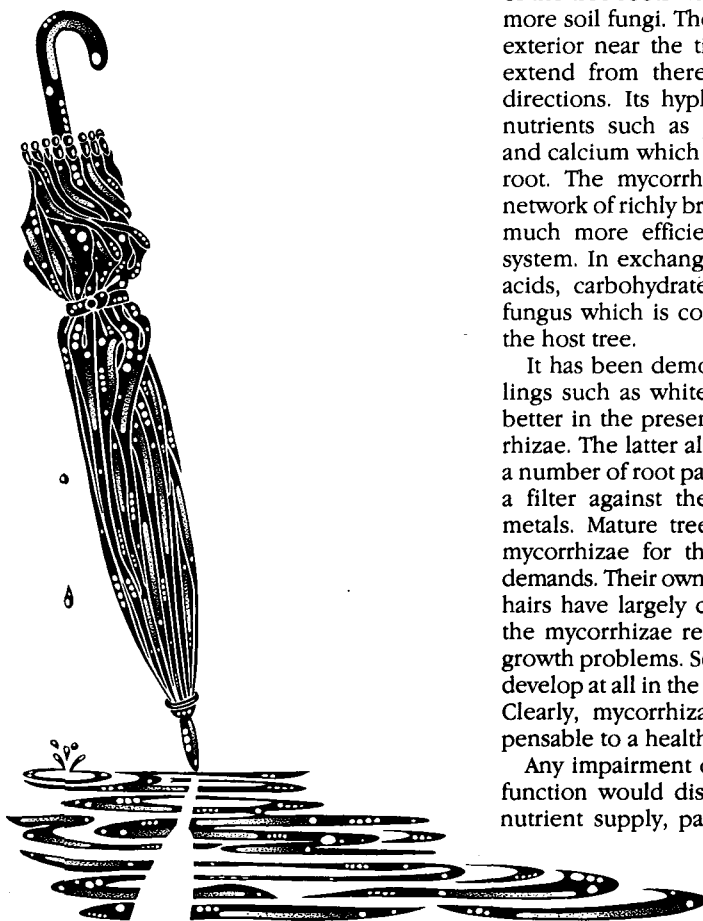 more soil fungi. The
exterior near the ti
extend from there
directions. Its hyph
nutrients such as
and calcium which
root. The mycorrh
network of richly br
much more efficie
system. In exchang
acids, carbohydrate
fungus which is co
the host tree.
It has been demo
lings such as white
better in the presen
rhizae. The latter al
a number of root pa
a filter against the
metals. Mature tree
mycorrhizae for th
demands. Their own
hairs have largely d
the mycorrhizae re
growth problems. So
develop at all in the
Clearly, mycorrhiza
pensable to a health
Any impairment o
function would dis
nutrient supply, pa